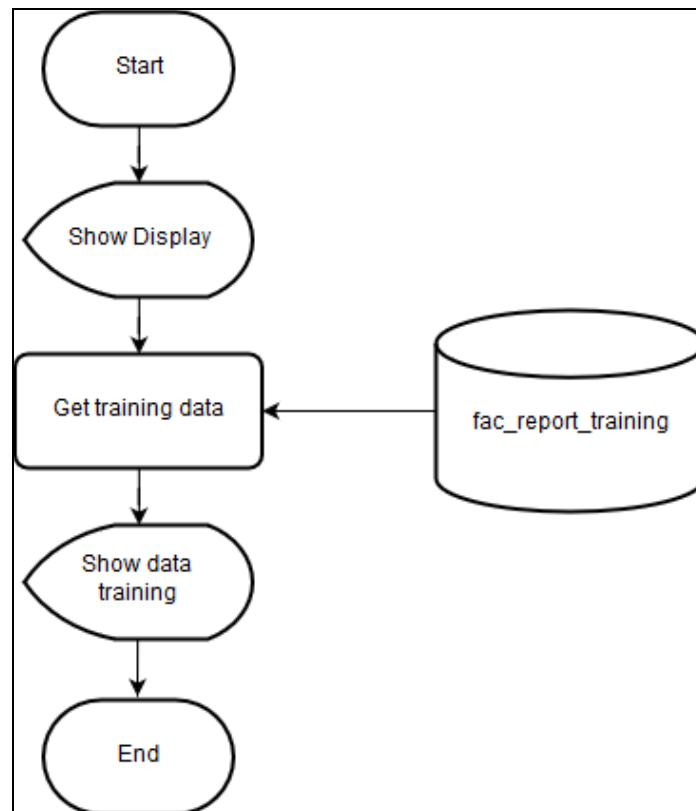 Start
Show Display
Get training data
fac_report_training
Show data
training
End